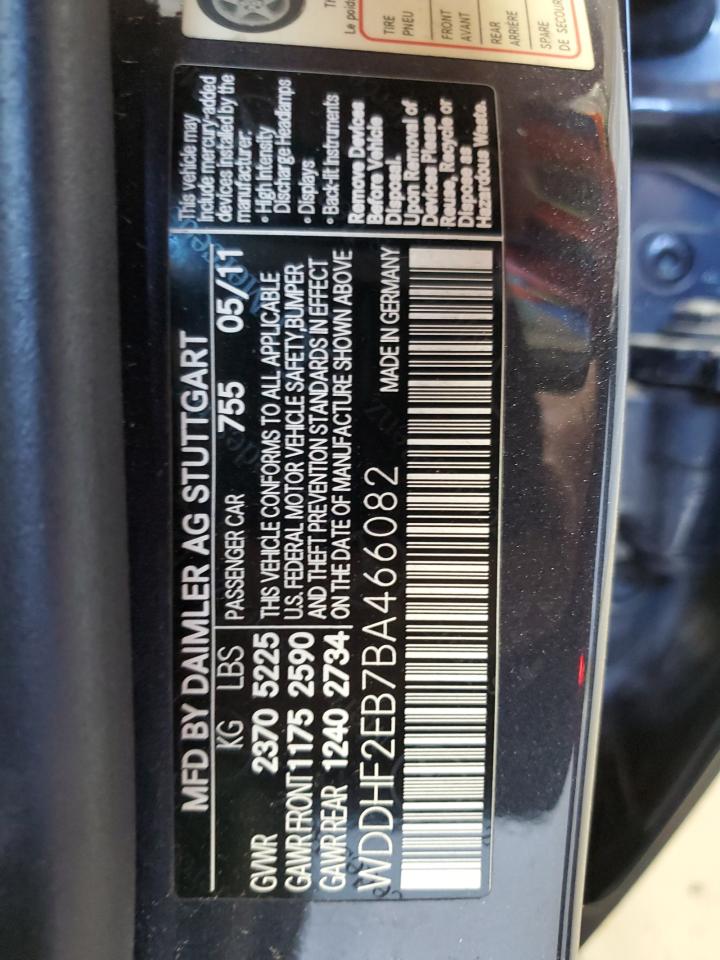 MFD BY DAIMLER AG STUTTGART
KG LBS PASSENGER CAR 755 05/11
GVWR 2370 5225
GAWR FRONT 1175 2590
GAWR REAR 1240 2734
THIS VEHICLE CONFORMS TO ALL APPLICABLE
U.S. FEDERAL MOTOR VEHICLE SAFETY,BUMPER
AND THEFT PREVENTION STANDARDS IN EFFECT
ON THE DATE OF MANUFACTURE SHOWN ABOVE
WDDHF2EB7BA466082 MADE IN GERMANY
This vehicle may
include mercury-added
devices installed by the
manufacturer:
• High Intensity
Discharge Headlamps
• Displays
• Back-lit Instruments
Remove Devices
Before Vehicle
Disposal.
Upon Removal of
Devices Please
Reuse, Recycle or
Dispose as
Hazardous Waste.
Le poids
TIRE
PNEU
FRONT
AVANT
REAR
ARRIÈRE
SPARE
DE SECOURS